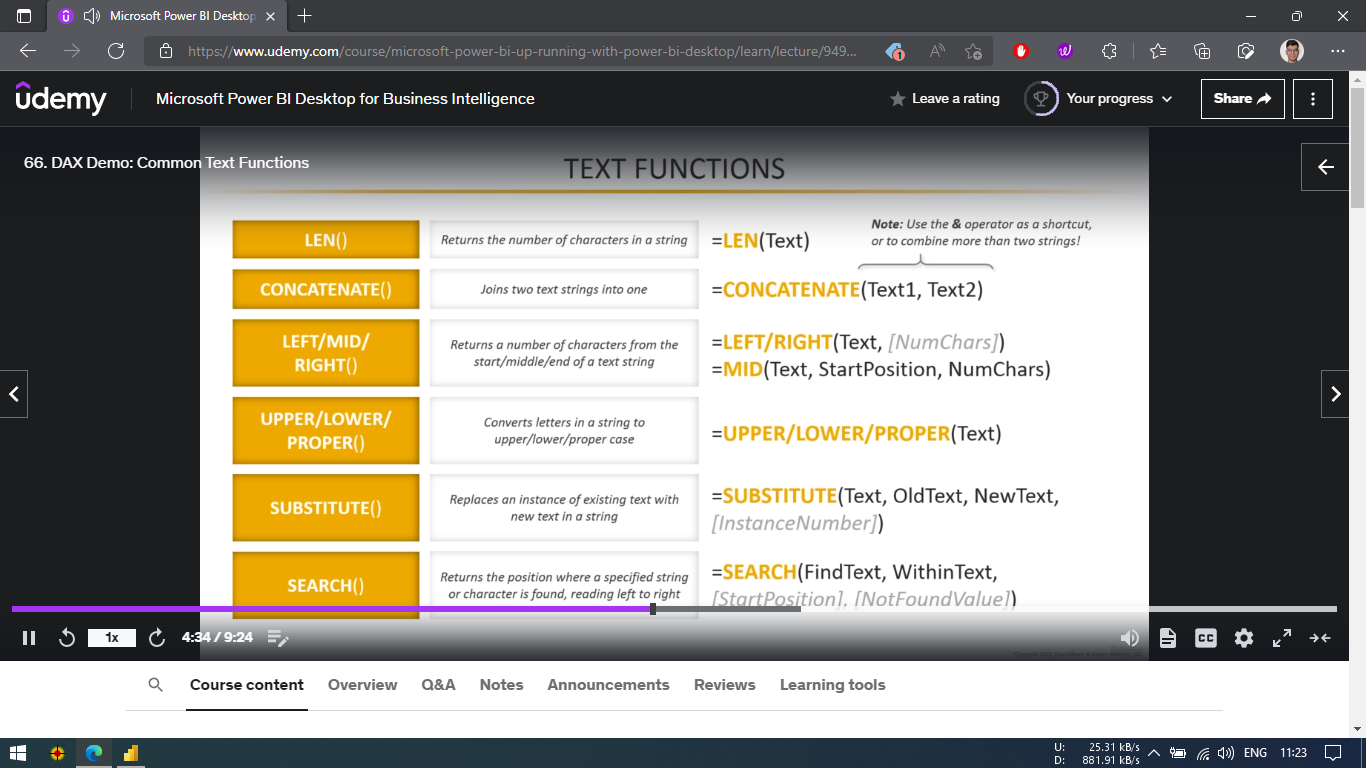 Microsoft Power BI Desktop
https://www.udemy.com/course/microsoft-power-bi-up-running-with-power-bi-desktop/learn/lecture/949...
1
udemy
Microsoft Power BI Desktop for Business Intelligence
Leave a rating
Your progress
Share
66. DAX Demo: Common Text Functions
TEXT FUNCTIONS
Note: Use the & operator as a shortcut,
or to combine more than two strings!
LEN()
Returns the number of characters in a string
=LEN(Text)
CONCATENATE()
Joins two text strings into one
=CONCATENATE(Text1, Text2)
LEFT/MID/
RIGHT()
Returns a number of characters from the
start/middle/end of a text string
=LEFT/RIGHT(Text, [NumChars])
=MID(Text, StartPosition, NumChars)
UPPER/LOWER/
PROPER()
Converts letters in a string to
upper/lower/proper case
=UPPER/LOWER/PROPER(Text)
SUBSTITUTE()
Replaces an instance of existing text with
new text in a string
=SUBSTITUTE(Text, OldText, NewText,
[InstanceNumber])
SEARCH()
Returns the position where a specified string
or character is found, reading left to right
=SEARCH(FindText, WithinText,
[StartPosition], [NotFoundValue])
1x
4:34 / 9:24
CC
Course content
Overview
Q&A
Notes
Announcements
Reviews
Learning tools
U: 25.31 kB/s
D: 881.91 kB/s
ENG
11:23